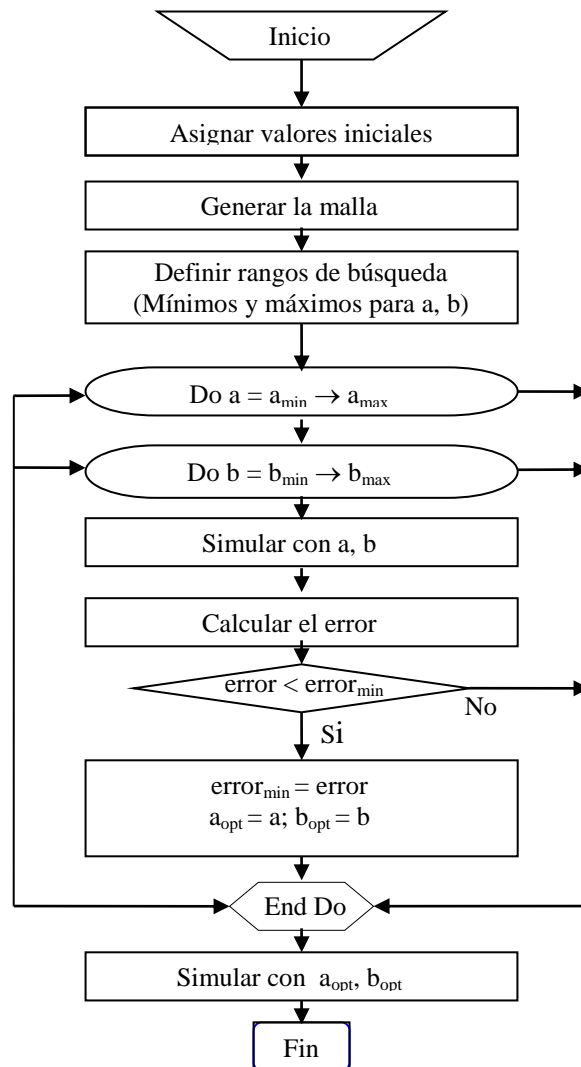 Inicio
Asignar valores iniciales
Generar la malla
Definir rangos de búsqueda
(Mínimos y máximos para a, b)
Do a = amin → amax
Do b = bmin → bmax
Simular con a, b
Calcular el error
error < errormin
No
Si
errormin = error
aopt = a; bopt = b
End Do
Simular con aopt, bopt
Fin